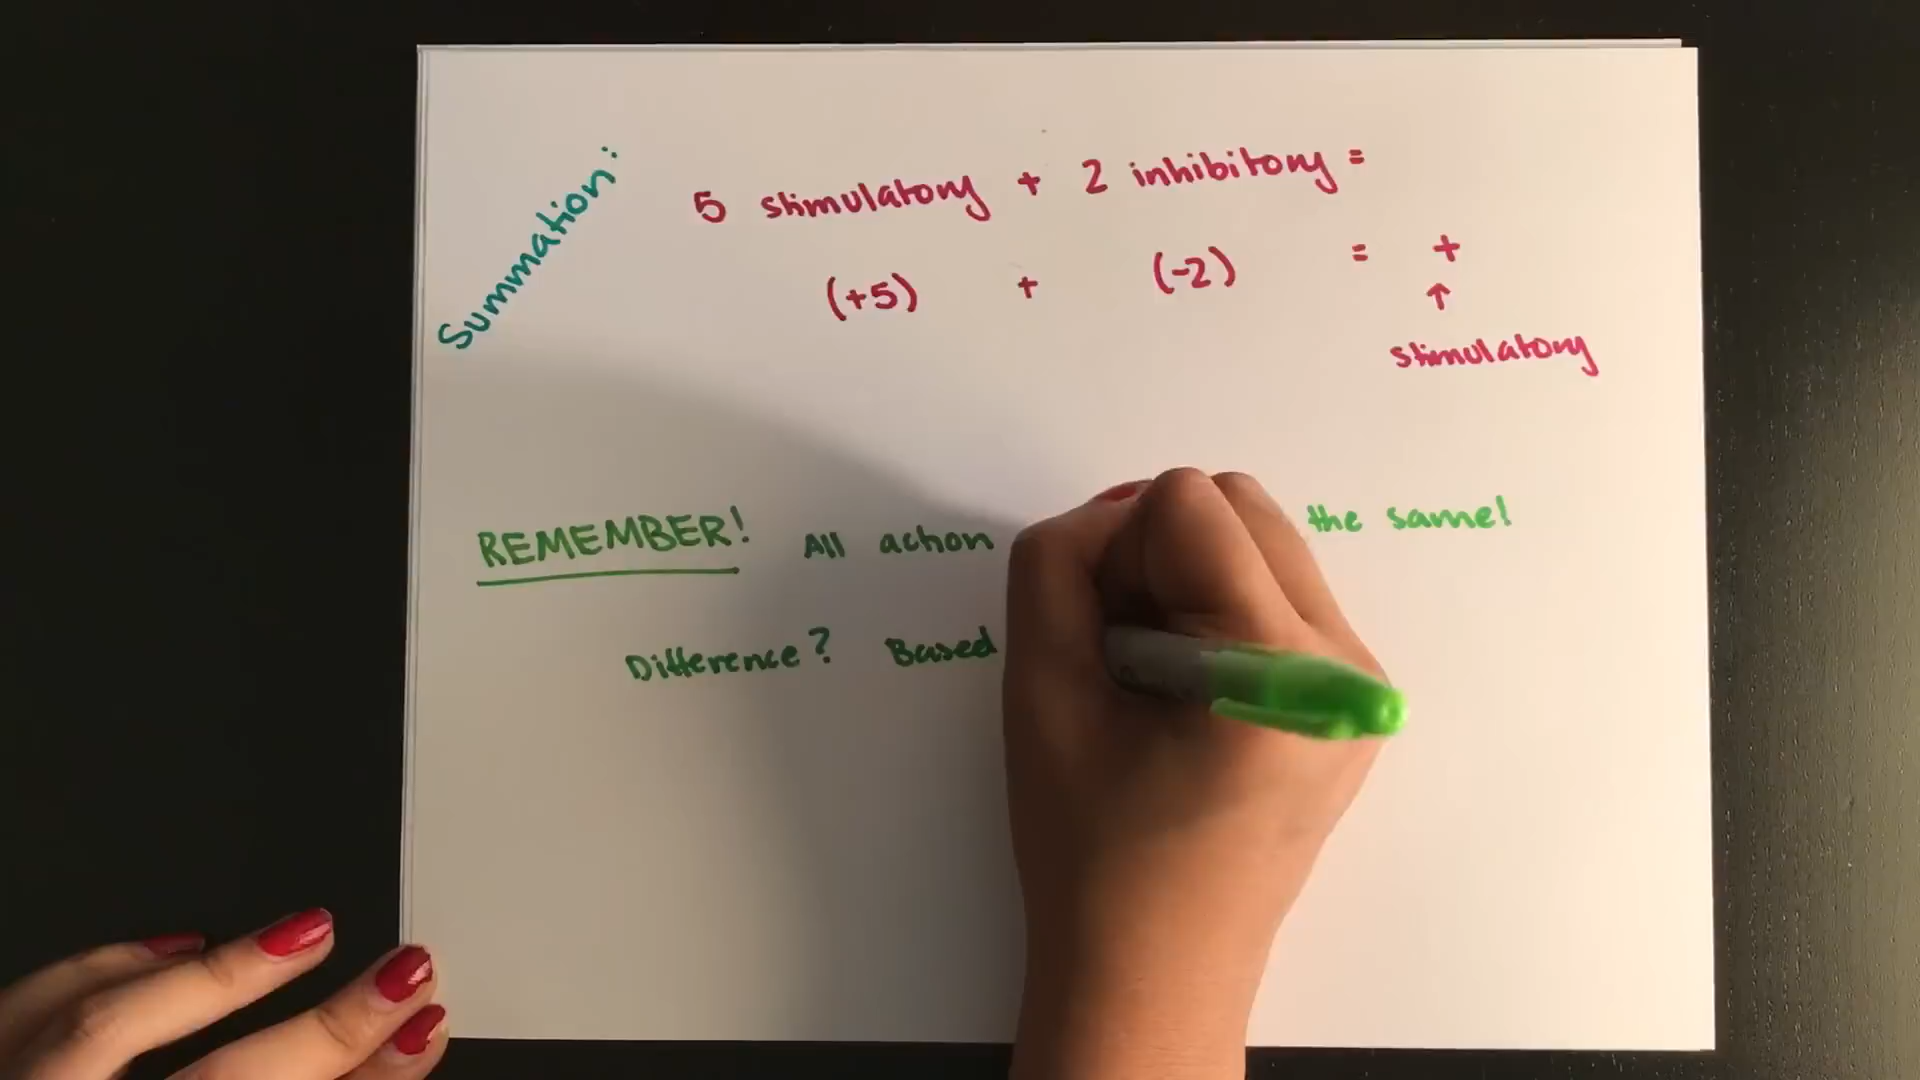 Summation:
5 stimulatory + 2 inhibitory =
(+5) + (-2) = +
↑
stimulatory
REMEMBER! All action the same!
Difference? Based